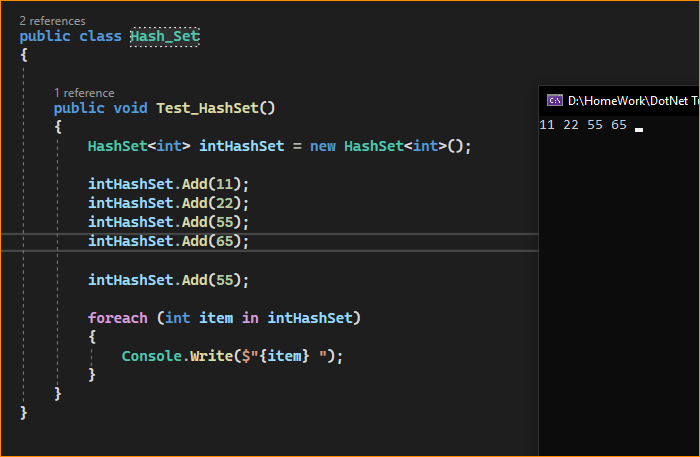 2 references
public class Hash_Set
{
1 reference
public void Test_HashSet()
{
HashSet<int> intHashSet = new HashSet<int>();
intHashSet.Add(11);
intHashSet.Add(22);
intHashSet.Add(55);
intHashSet.Add(65);
intHashSet.Add(55);
foreach (int item in intHashSet)
{
Console.Write($"{item} ");
}
}
}
D:\HomeWork\DotNet Tu
11 22 55 65